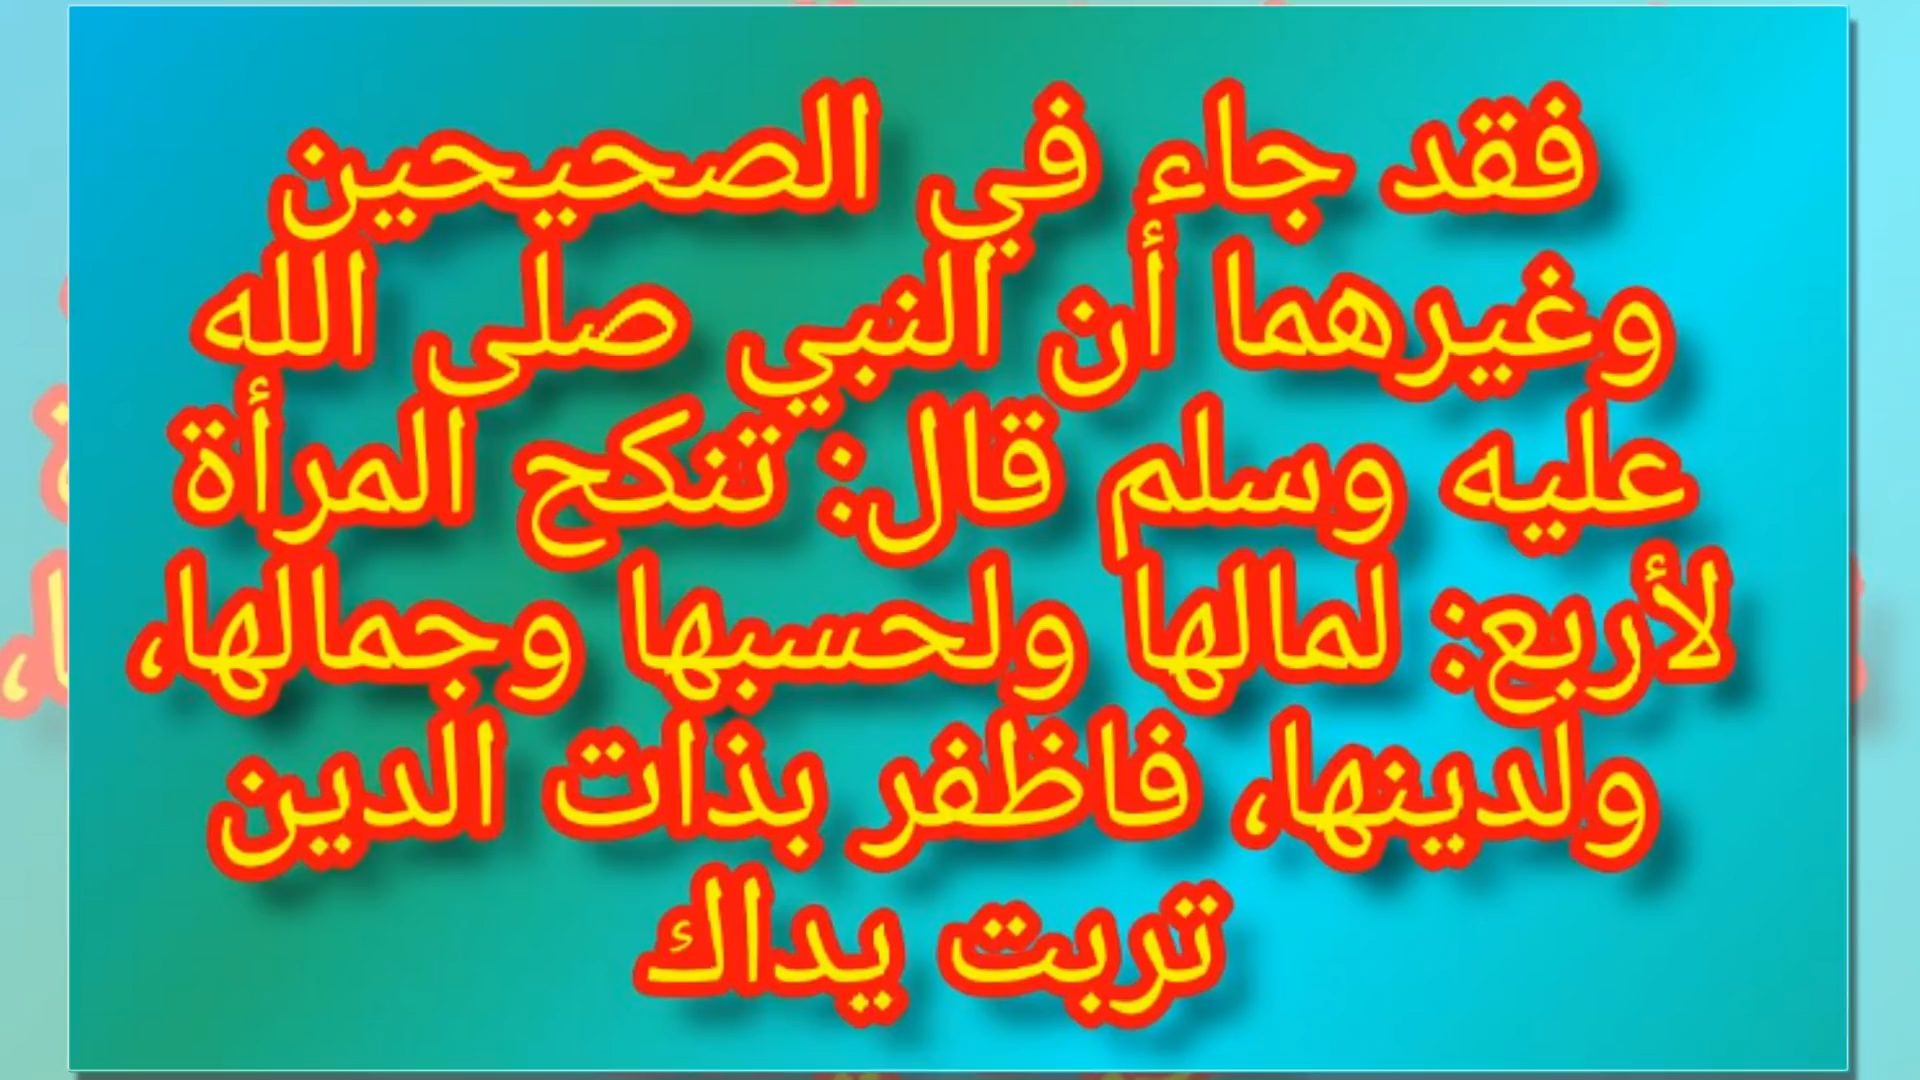 فقد جاء في الصحيحين
وغيرهما أن النبي صلى الله
عليه وسلم قال: تنكح المرأة
لأربع: لمالها ولحسبها وجمالها،
ولدينها، فاظفر بذات الدين
تربت يداك